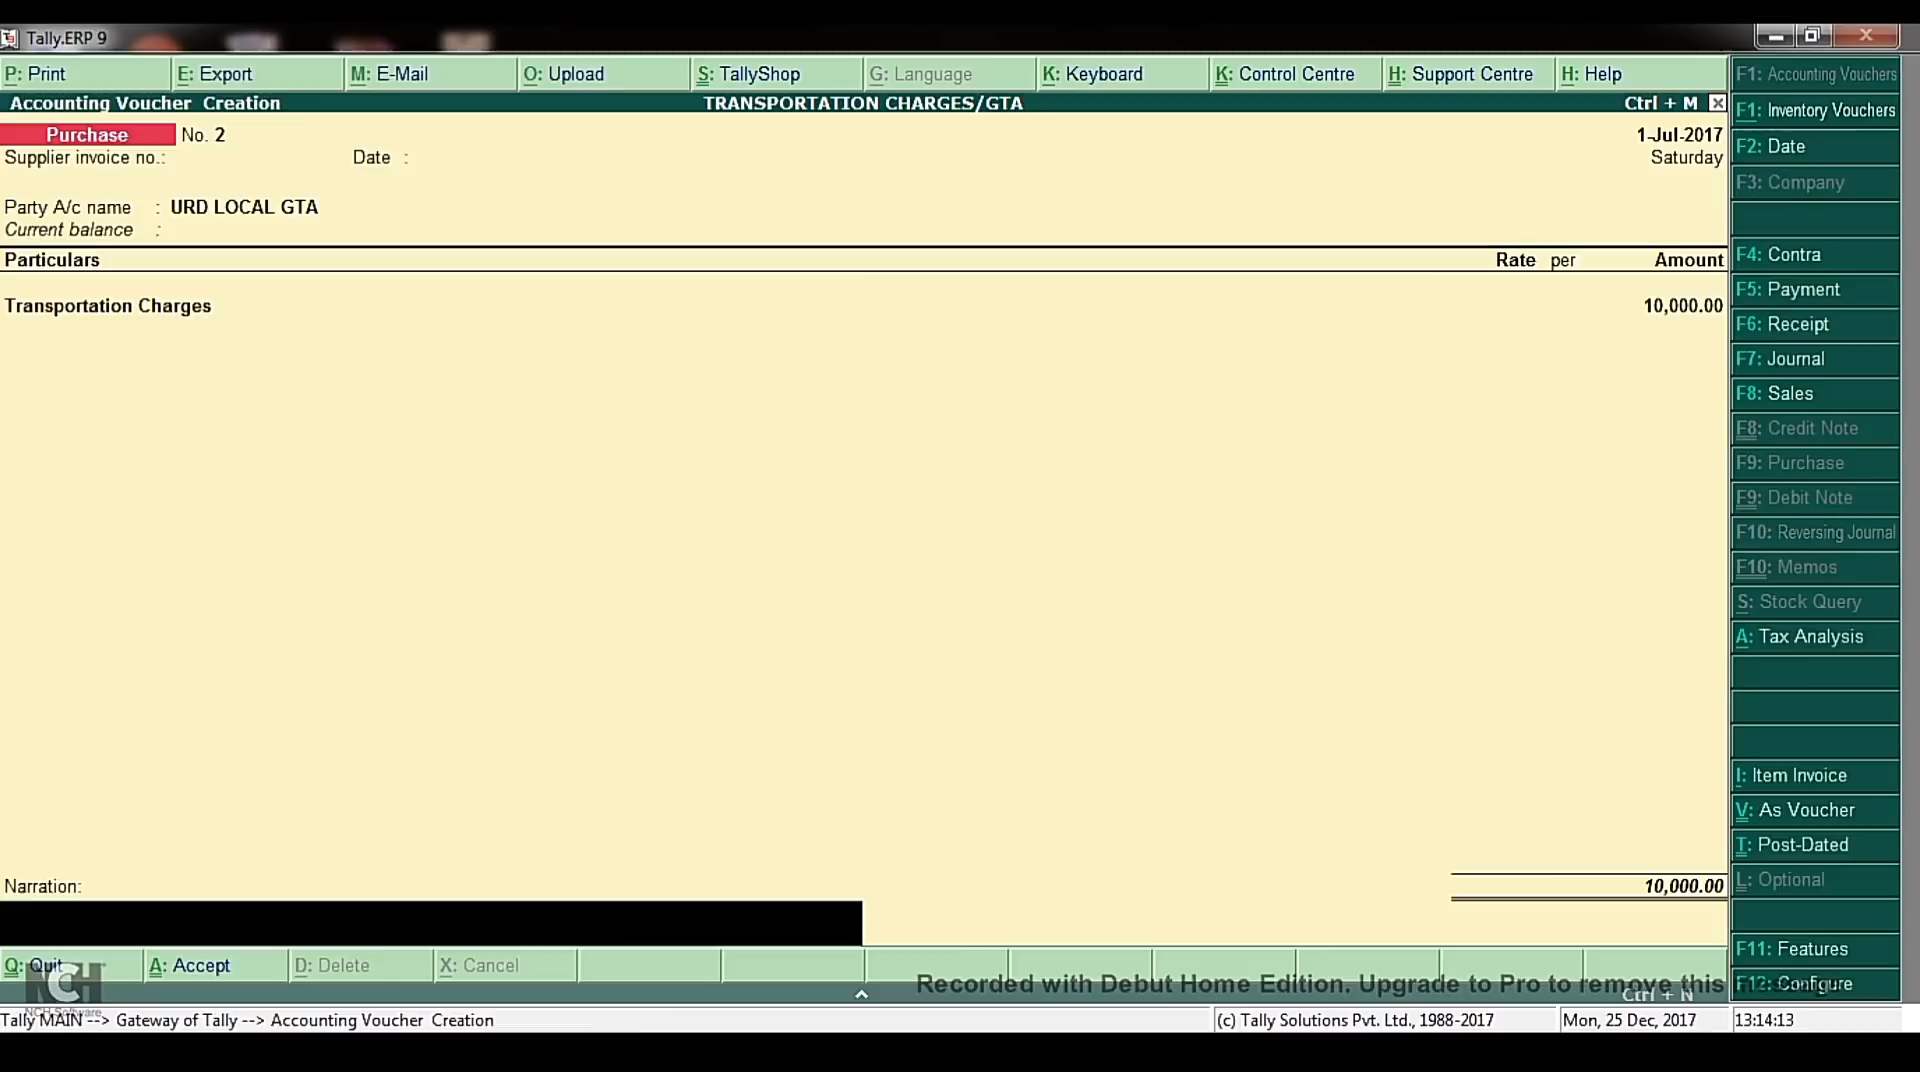 Tally.ERP 9
P: Print E: Export M: E-Mail O: Upload S: TallyShop G: Language K: Keyboard K: Control Centre H: Support Centre H: Help
Accounting Voucher Creation TRANSPORTATION CHARGES/GTA Ctrl + M
Purchase No. 2 1-Jul-2017
Supplier invoice no.: Date : Saturday
Party A/c name : URD LOCAL GTA
Current balance :
Particulars Rate per Amount
Transportation Charges 10,000.00
Narration: 10,000.00
F1: Accounting Vouchers
F1: Inventory Vouchers
F2: Date
F3: Company
F4: Contra
F5: Payment
F6: Receipt
F7: Journal
F8: Sales
F8: Credit Note
F9: Purchase
F9: Debit Note
F10: Reversing Journal
F10: Memos
S: Stock Query
A: Tax Analysis
I: Item Invoice
V: As Voucher
T: Post-Dated
L: Optional
F11: Features
F12: Configure
Q: Quit A: Accept D: Delete X: Cancel
NCH Software
Recorded with Debut Home Edition. Upgrade to Pro to remove this
Ctrl + N
Tally MAIN --> Gateway of Tally --> Accounting Voucher Creation (c) Tally Solutions Pvt. Ltd., 1988-2017 Mon, 25 Dec, 2017 13:14:13